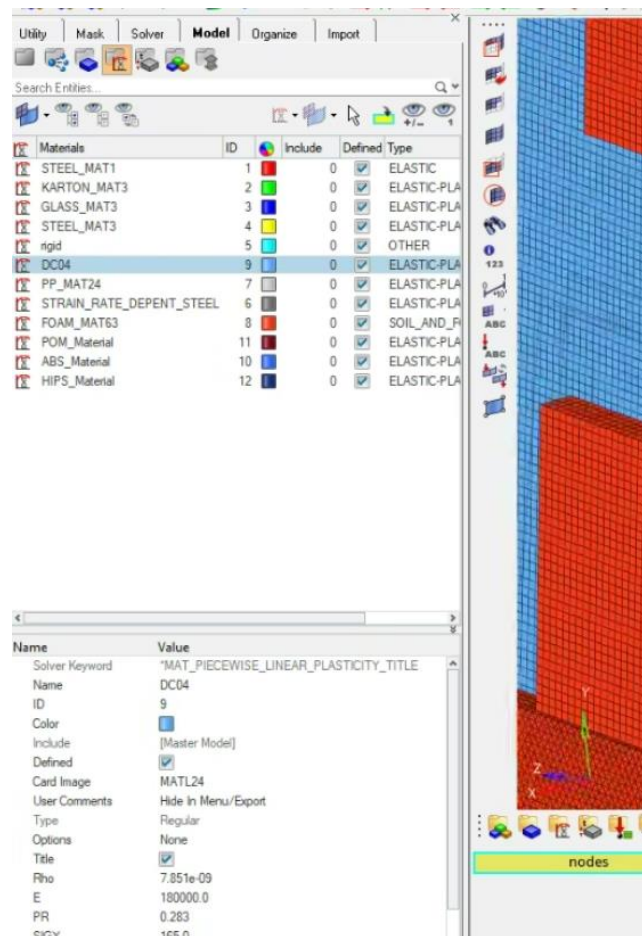 Utility Mask Solver Model Organize Import
Search Entities...
Materials ID Include Defined Type
STEEL_MAT1 1 0 ELASTIC
KARTON_MAT3 2 0 ELASTIC-PLA
GLASS_MAT3 3 0 ELASTIC-PLA
STEEL_MAT3 4 0 ELASTIC-PLA
rigid 5 0 OTHER
DC04 9 0 ELASTIC-PLA
PP_MAT24 7 0 ELASTIC-PLA
STRAIN_RATE_DEPENT_STEEL 6 0 ELASTIC-PLA
FOAM_MAT63 8 0 SOIL_AND_F
POM_Material 11 0 ELASTIC-PLA
ABS_Material 10 0 ELASTIC-PLA
HIPS_Material 12 0 ELASTIC-PLA
Name Value
Solver Keyword *MAT_PIECEWISE_LINEAR_PLASTICITY_TITLE
Name DC04
ID 9
Color
Include [Master Model]
Defined
Card Image MATL24
User Comments Hide In Menu/Export
Type Regular
Options None
Title
Rho 7.851e-09
E 180000.0
PR 0.283
SIGY 165.0
123
ABC
ABC
Y
Z
X
nodes